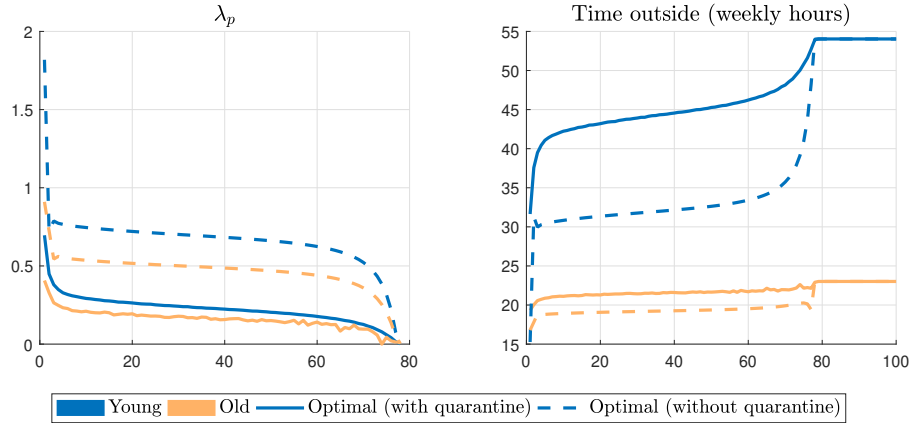 λp
Time outside (weekly hours)
2
1.5
1
0.5
0
0 20 40 60 80
55
50
45
40
35
30
25
20
15
0 20 40 60 80 100
Young Old Optimal (with quarantine) Optimal (without quarantine)